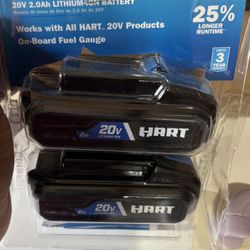 20V 2.0Ah LITHIUM-ION BATTERY
Works with All HART 20V Products
On-Board Fuel Gauge
25%
LONGER
RUNTIME
3
YEAR
20V
HART
20V
HART